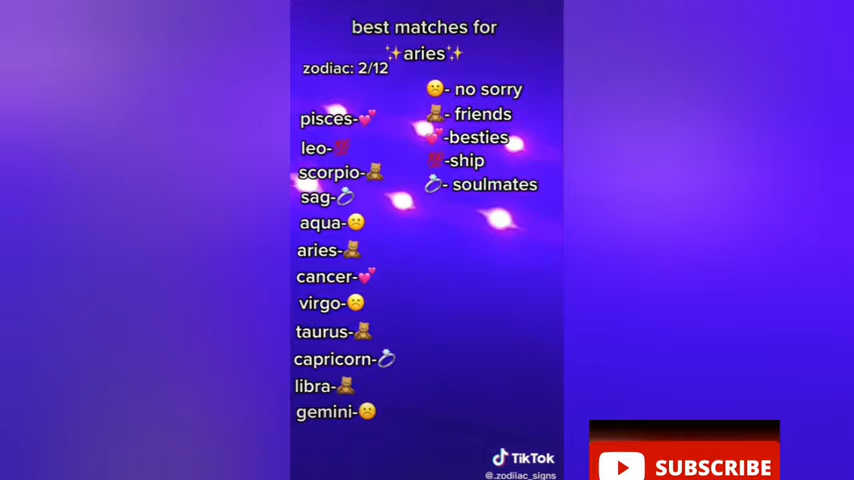 best matches for
✨aries✨
zodiac: 2/12
☹️- no sorry
🧸- friends
💕-besties
💯-ship
💍- soulmates
pisces-💕
leo-💯
scorpio-🧸
sag-💍
aqua-☹️
aries-🧸
cancer-💕
virgo-☹️
taurus-🧸
capricorn-💍
libra-🧸
gemini-☹️
TikTok
@.zodilac_signs
SUBSCRIBE